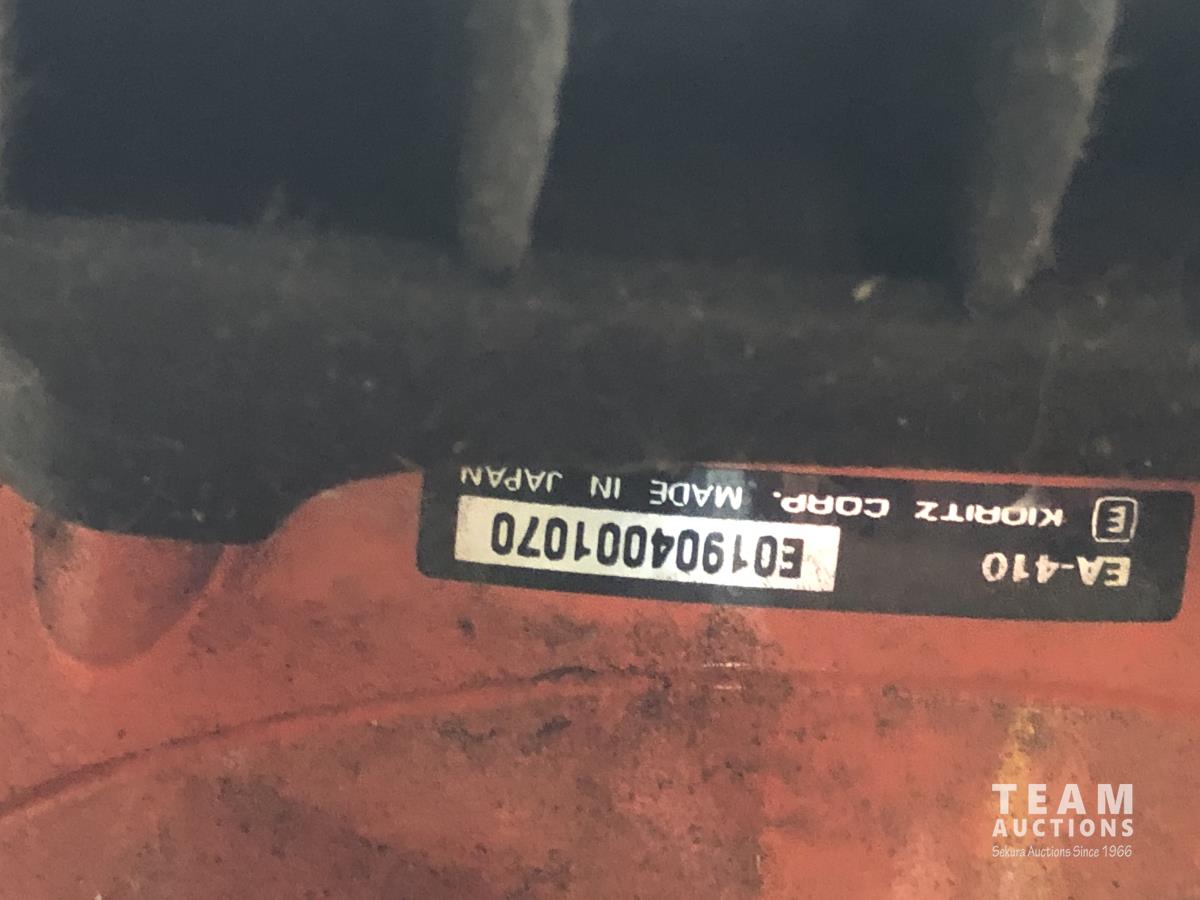 EA-410 E01904001070
E KIORITZ CORP. MADE IN JAPAN
TEAM
AUCTIONS
Sekura Auctions Since 1966